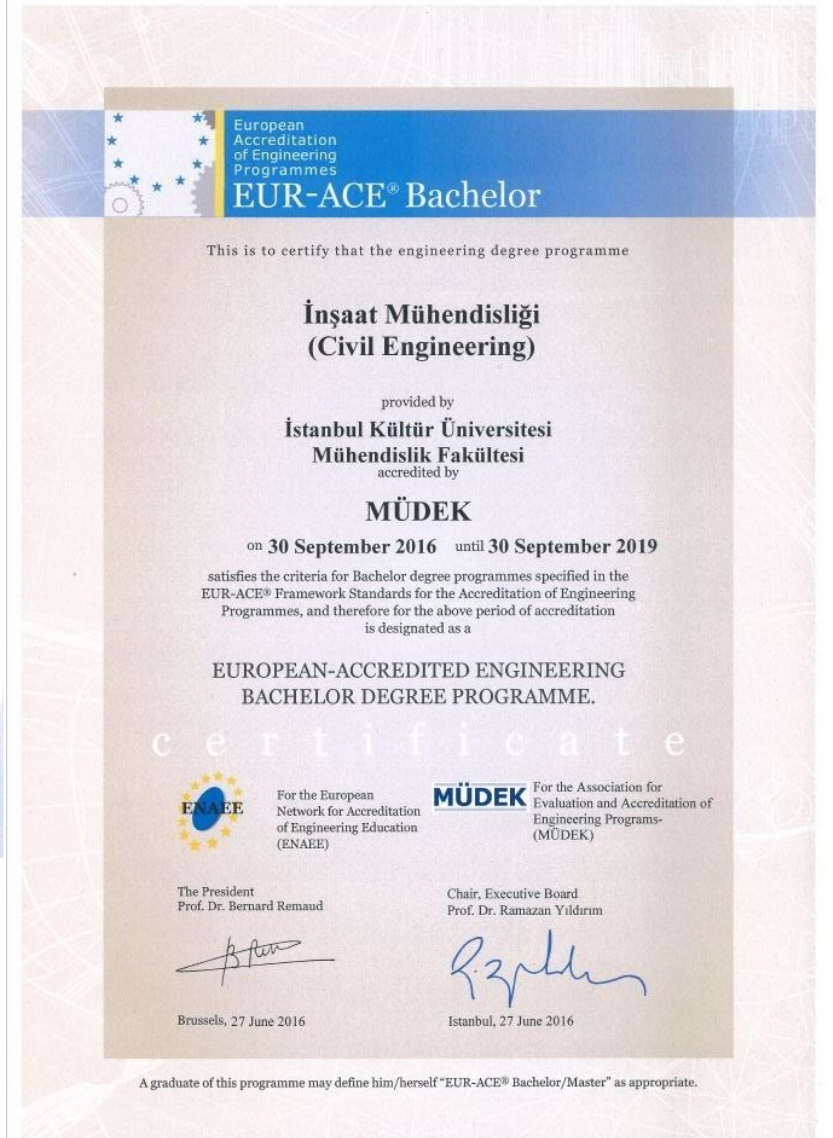 European
Accreditation
of Engineering
Programmes
EUR-ACE® Bachelor
This is to certify that the engineering degree programme
İnşaat Mühendisliği
(Civil Engineering)
provided by
İstanbul Kültür Üniversitesi
Mühendislik Fakültesi
accredited by
MÜDEK
on 30 September 2016 until 30 September 2019
satisfies the criteria for Bachelor degree programmes specified in the
EUR-ACE® Framework Standards for the Accreditation of Engineering
Programmes, and therefore for the above period of accreditation
is designated as a
EUROPEAN-ACCREDITED ENGINEERING
BACHELOR DEGREE PROGRAMME.
certificate
ENAEE
For the European
Network for Accreditation
of Engineering Education
(ENAEE)
MÜDEK
For the Association for
Evaluation and Accreditation of
Engineering Programs-
(MÜDEK)
The President
Prof. Dr. Bernard Remaud
Chair, Executive Board
Prof. Dr. Ramazan Yıldırım
Brussels, 27 June 2016
Istanbul, 27 June 2016
A graduate of this programme may define him/herself “EUR-ACE® Bachelor/Master” as appropriate.